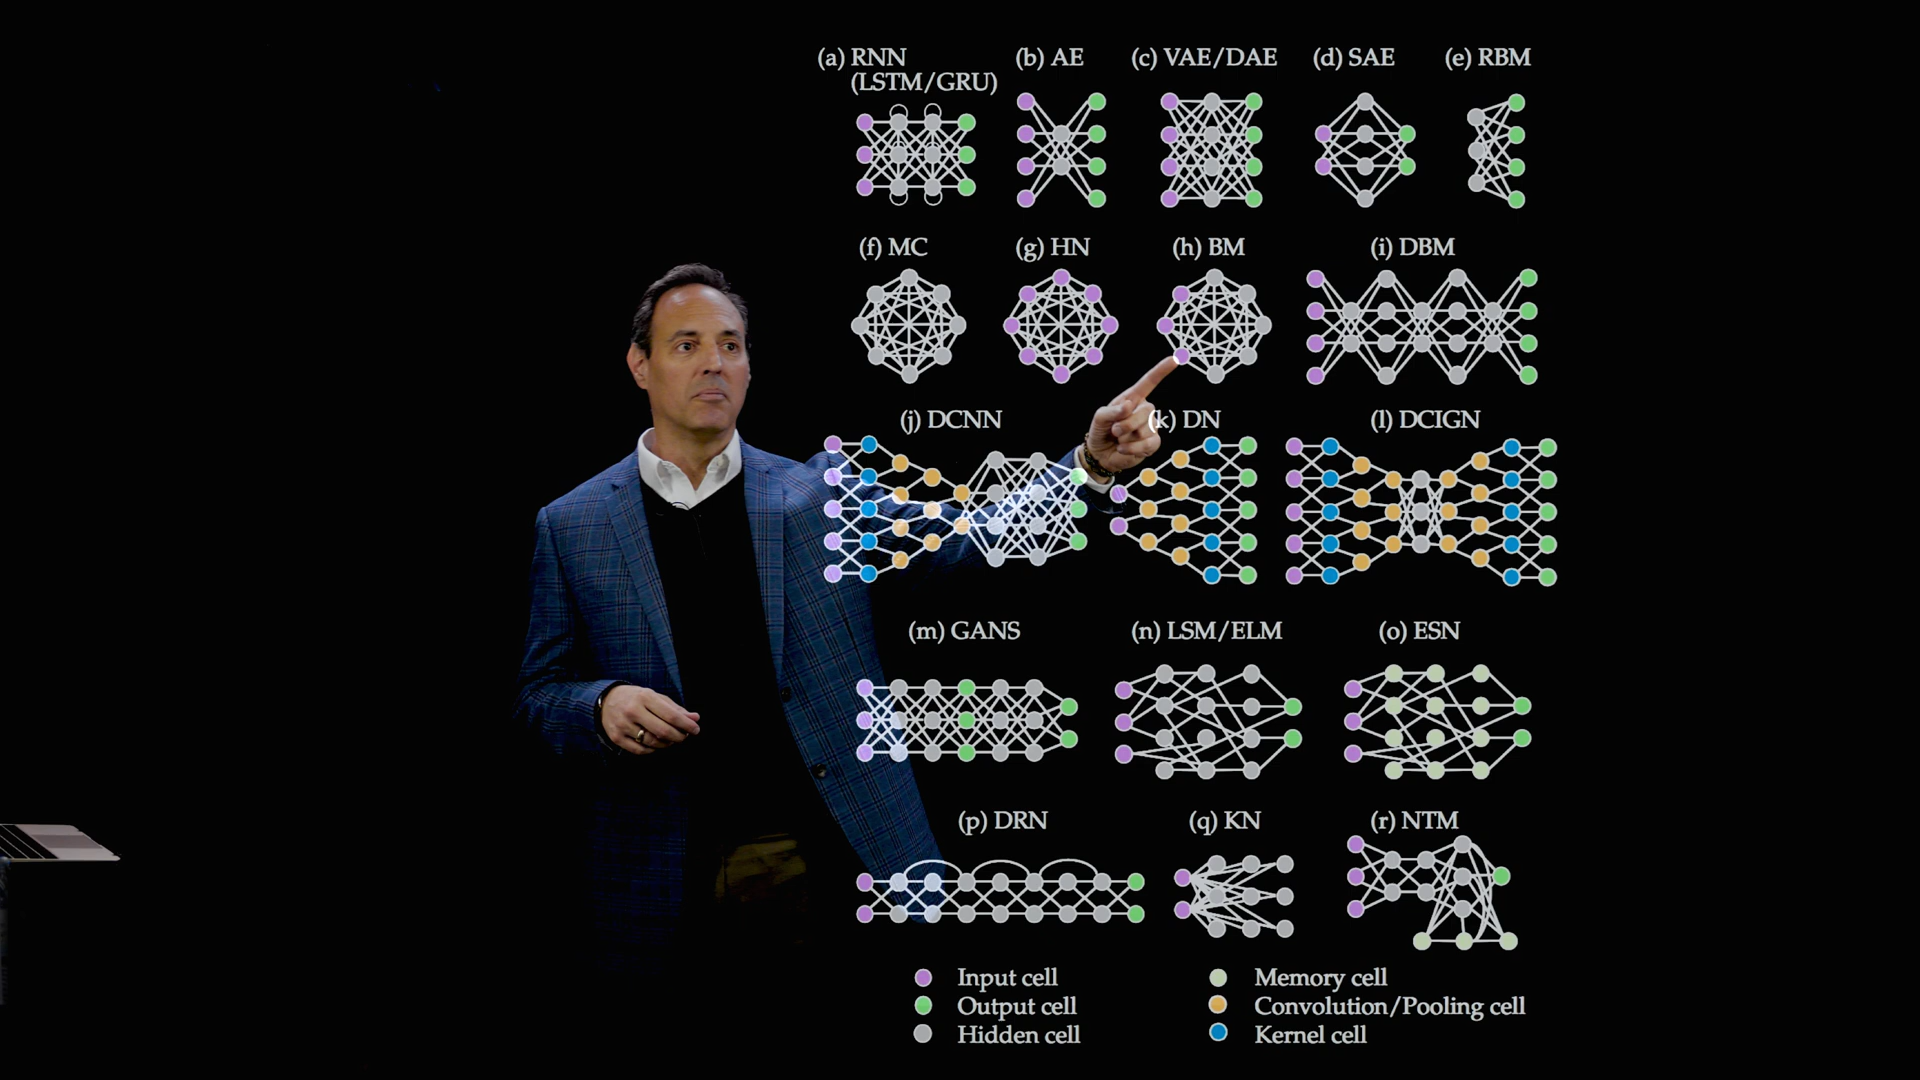 (a) RNN (b) AE (c) VAE/DAE (d) SAE (e) RBM
(LSTM/GRU)
(f) MC (g) HN (h) BM (i) DBM
(j) DCNN (k) DN (l) DCIGN
(m) GANS (n) LSM/ELM (o) ESN
(p) DRN (q) KN (r) NTM
Input cell Memory cell
Output cell Convolution/Pooling cell
Hidden cell Kernel cell